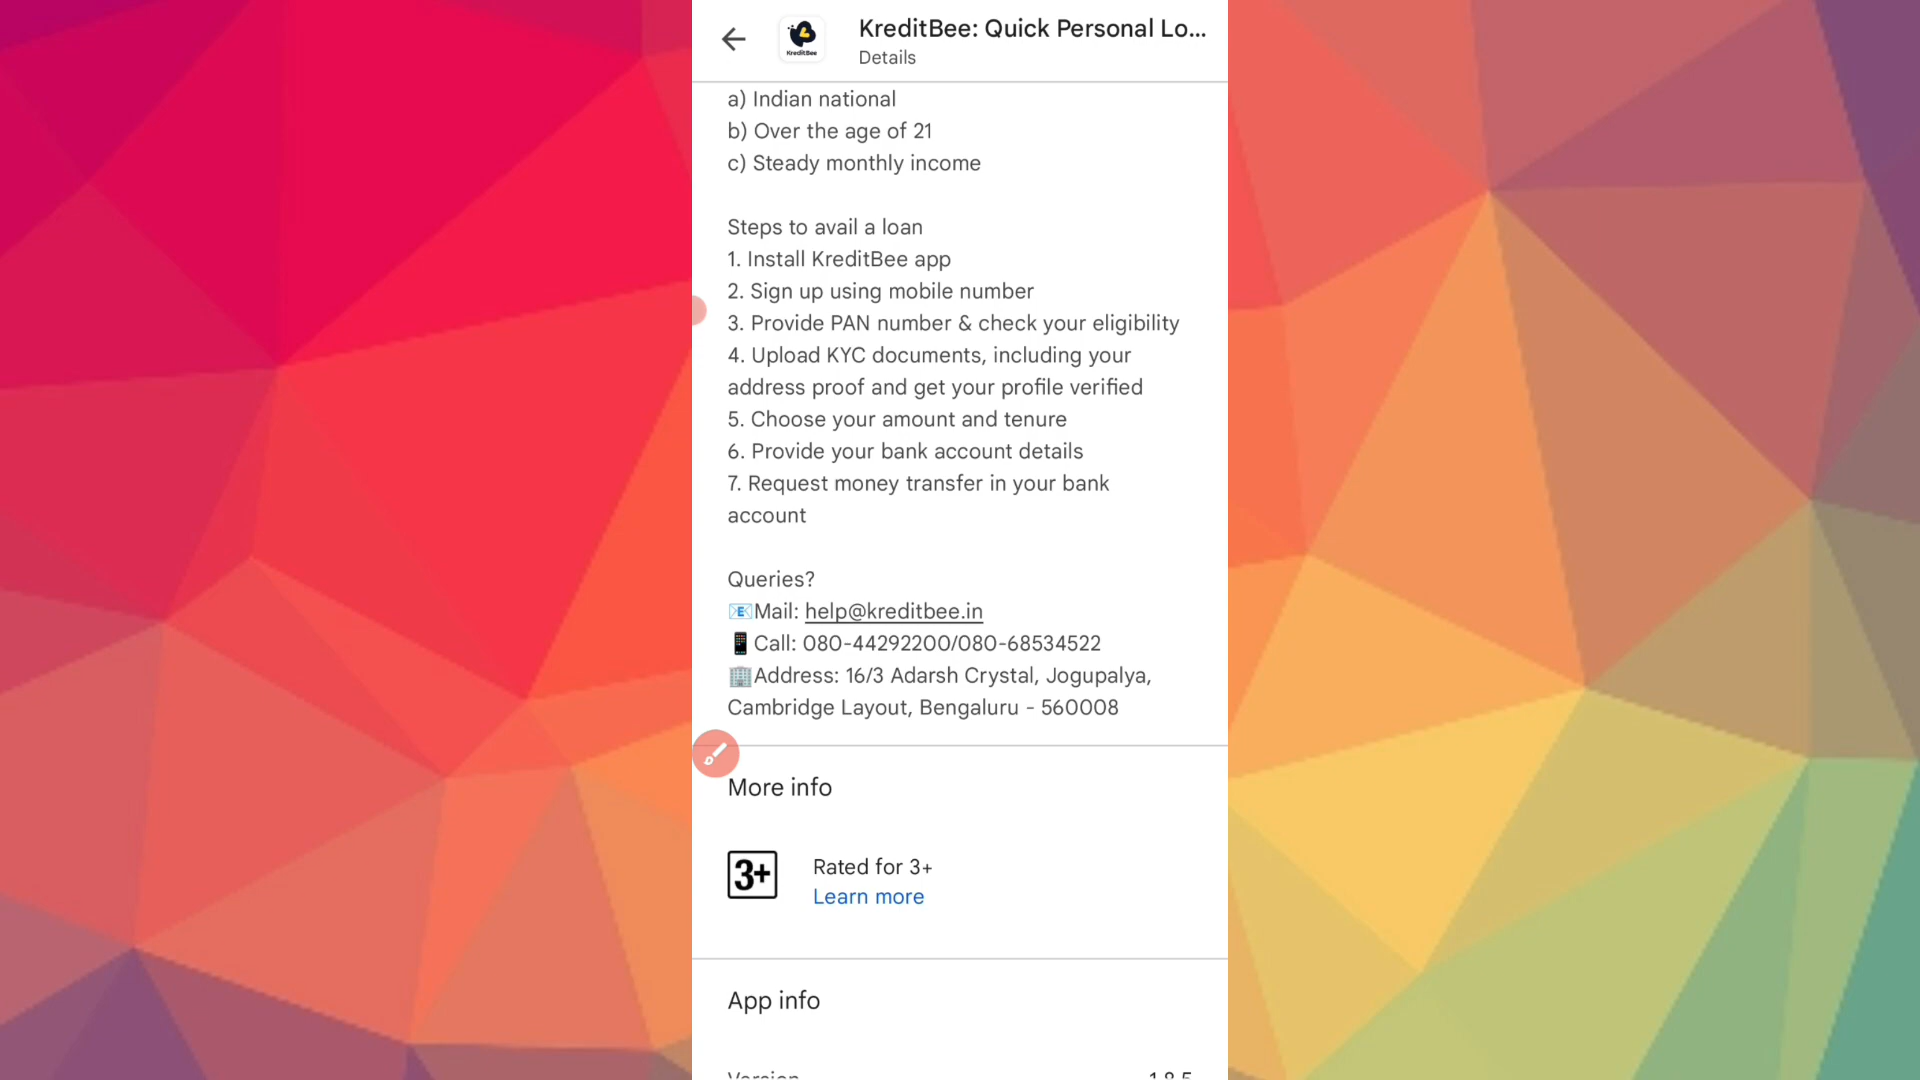 KreditBee: Quick Personal Lo...
KreditBee
Details
a) Indian national
b) Over the age of 21
c) Steady monthly income
Steps to avail a loan
1. Install KreditBee app
2. Sign up using mobile number
3. Provide PAN number & check your eligibility
4. Upload KYC documents, including your
address proof and get your profile verified
5. Choose your amount and tenure
6. Provide your bank account details
7. Request money transfer in your bank
account
Queries?
📧Mail: help@kreditbee.in
📱Call: 080-44292200/080-68534522
🏢Address: 16/3 Adarsh Crystal, Jogupalya,
Cambridge Layout, Bengaluru - 560008
More info
3+
Rated for 3+
Learn more
App info
Version 1.8.5